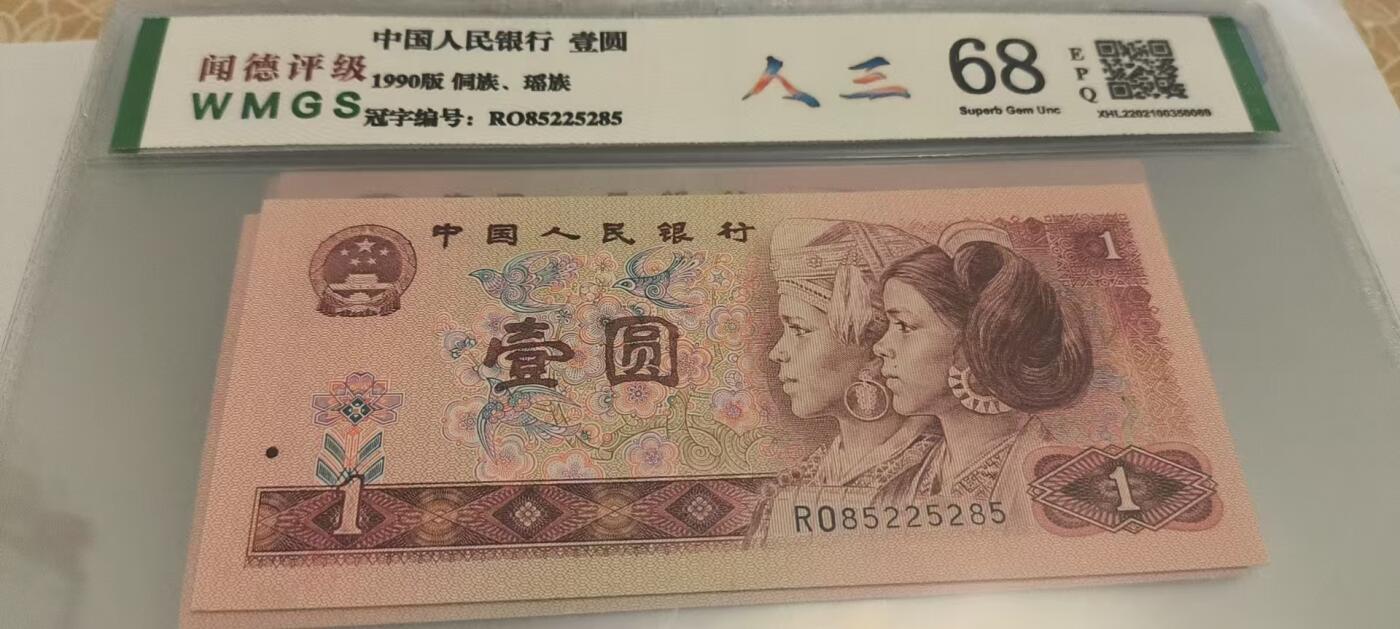 中国人民银行 壹圆
闻德评级
WMGS
1990版 侗族、瑶族
冠字编号：RO85225285
人三
68
Superb Gem Unc
EPQ
XHL2202100350069
中国人民银行
壹圆
1
1
RO85225285
1